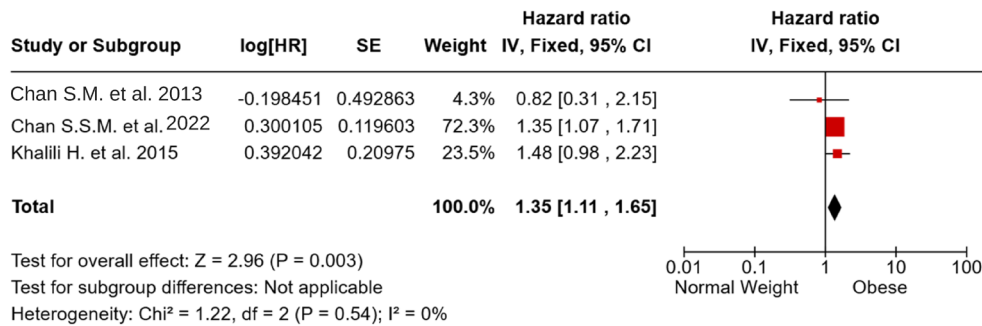 Hazard ratio Hazard ratio
Study or Subgroup log[HR] SE Weight IV, Fixed, 95% CI IV, Fixed, 95% CI
Chan S.M. et al. 2013 -0.198451 0.492863 4.3% 0.82 [0.31 , 2.15]
Chan S.S.M. et al. 2022 0.300105 0.119603 72.3% 1.35 [1.07 , 1.71]
Khalili H. et al. 2015 0.392042 0.20975 23.5% 1.48 [0.98 , 2.23]
Total 100.0% 1.35 [1.11 , 1.65]
Test for overall effect: Z = 2.96 (P = 0.003)
Test for subgroup differences: Not applicable
Heterogeneity: Chi² = 1.22, df = 2 (P = 0.54); I² = 0%
0.01 0.1 1 10 100
Normal Weight Obese